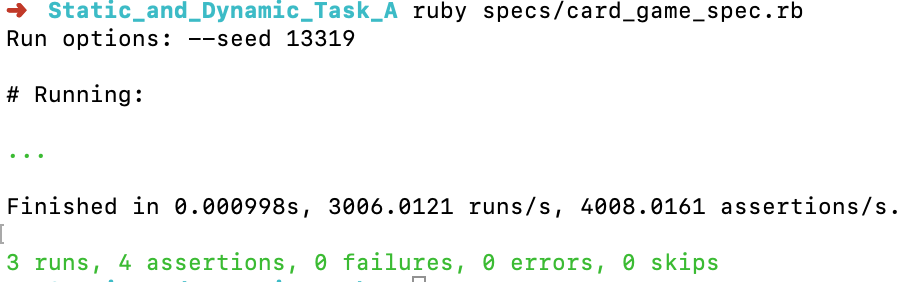 ➜ Static_and_Dynamic_Task_A ruby specs/card_game_spec.rb
Run options: --seed 13319
# Running:
...
Finished in 0.000998s, 3006.0121 runs/s, 4008.0161 assertions/s.
3 runs, 4 assertions, 0 failures, 0 errors, 0 skips